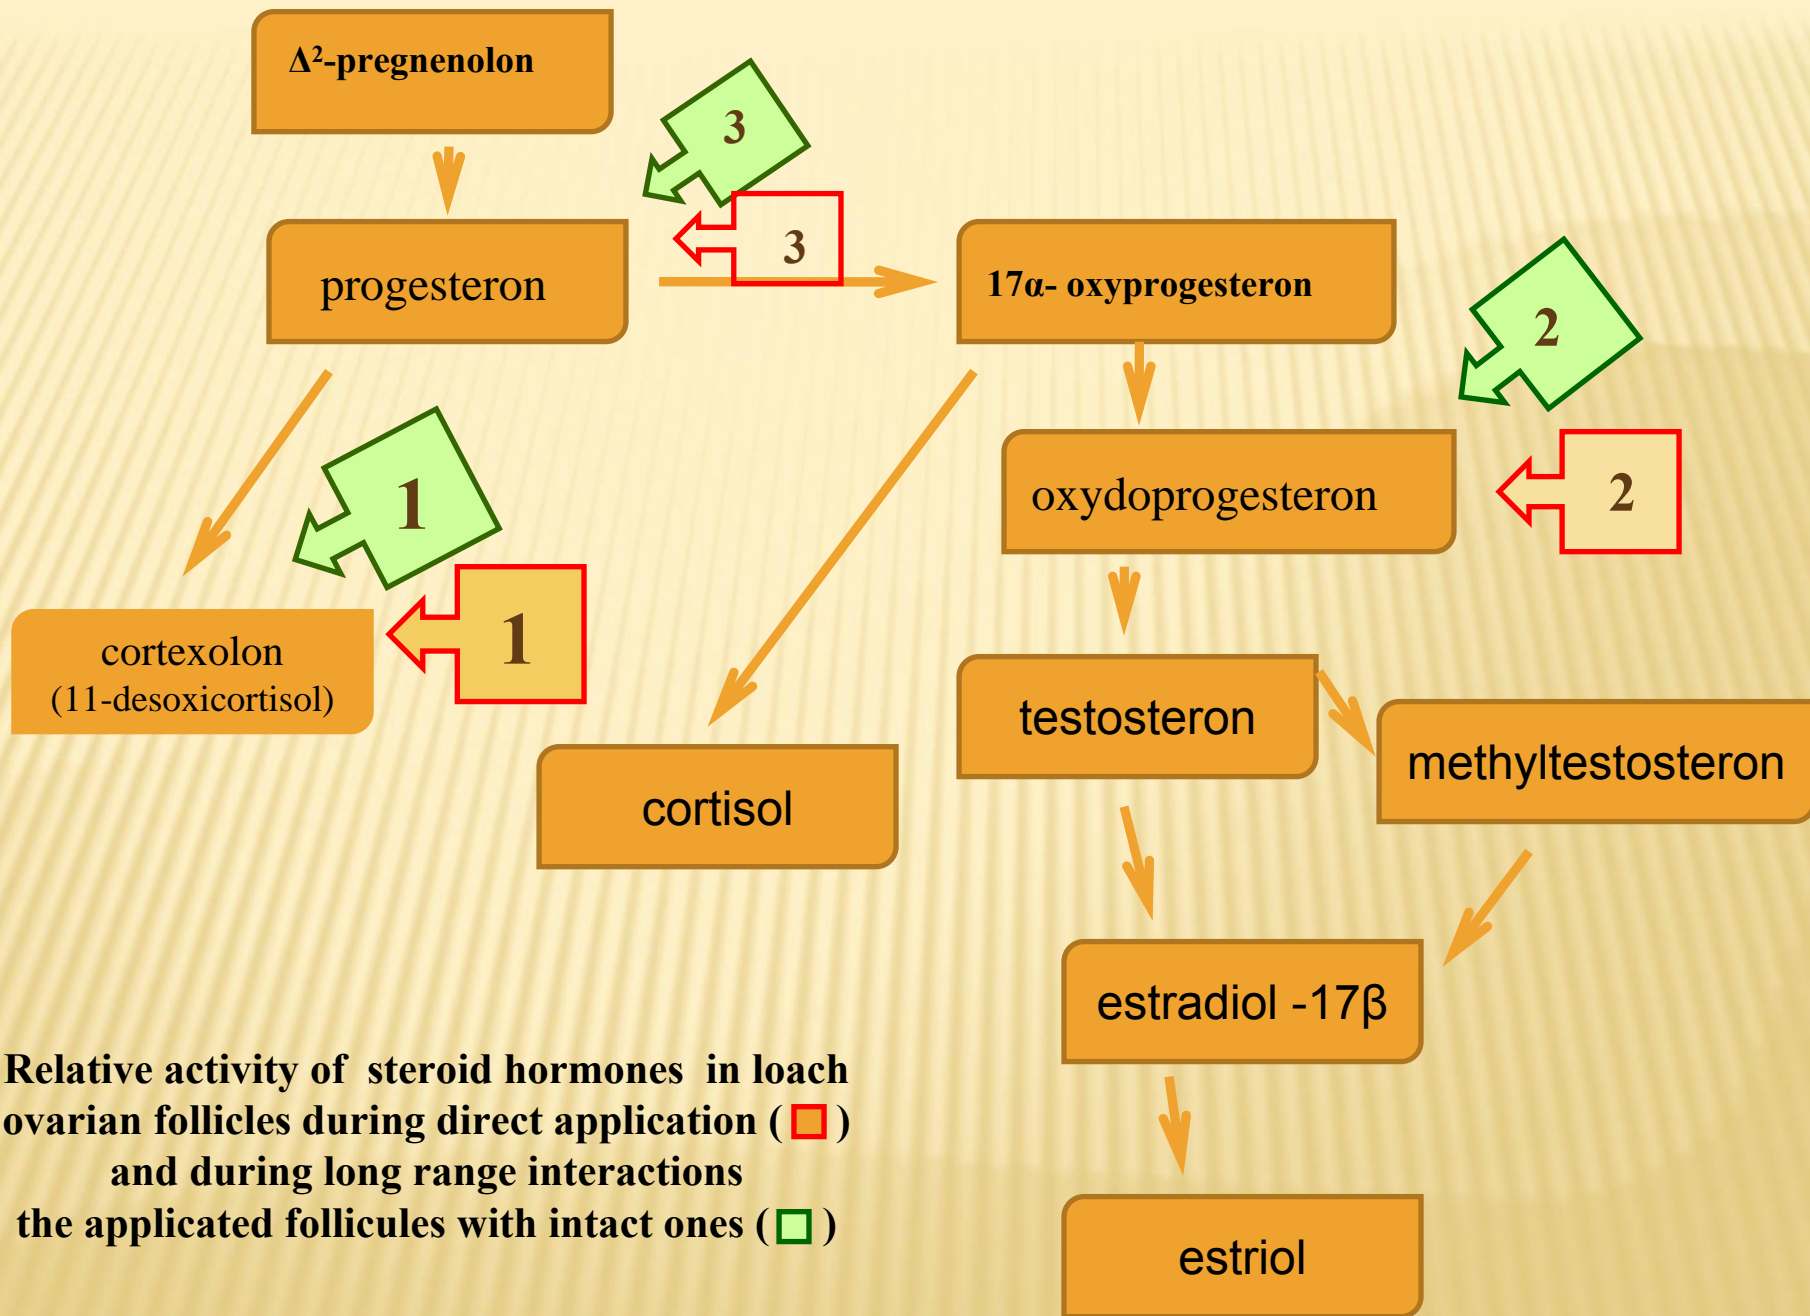 Δ²-pregnenolon
3
progesteron
3
17α- oxyprogesteron
2
oxydoprogesteron
2
1
1
cortexolon
(11-desoxicortisol)
testosteron
methyltestosteron
cortisol
estradiol -17β
Relative activity of steroid hormones in loach
ovarian follicles during direct application ( )
and during long range interactions
the applicated follicules with intact ones ( )
estriol